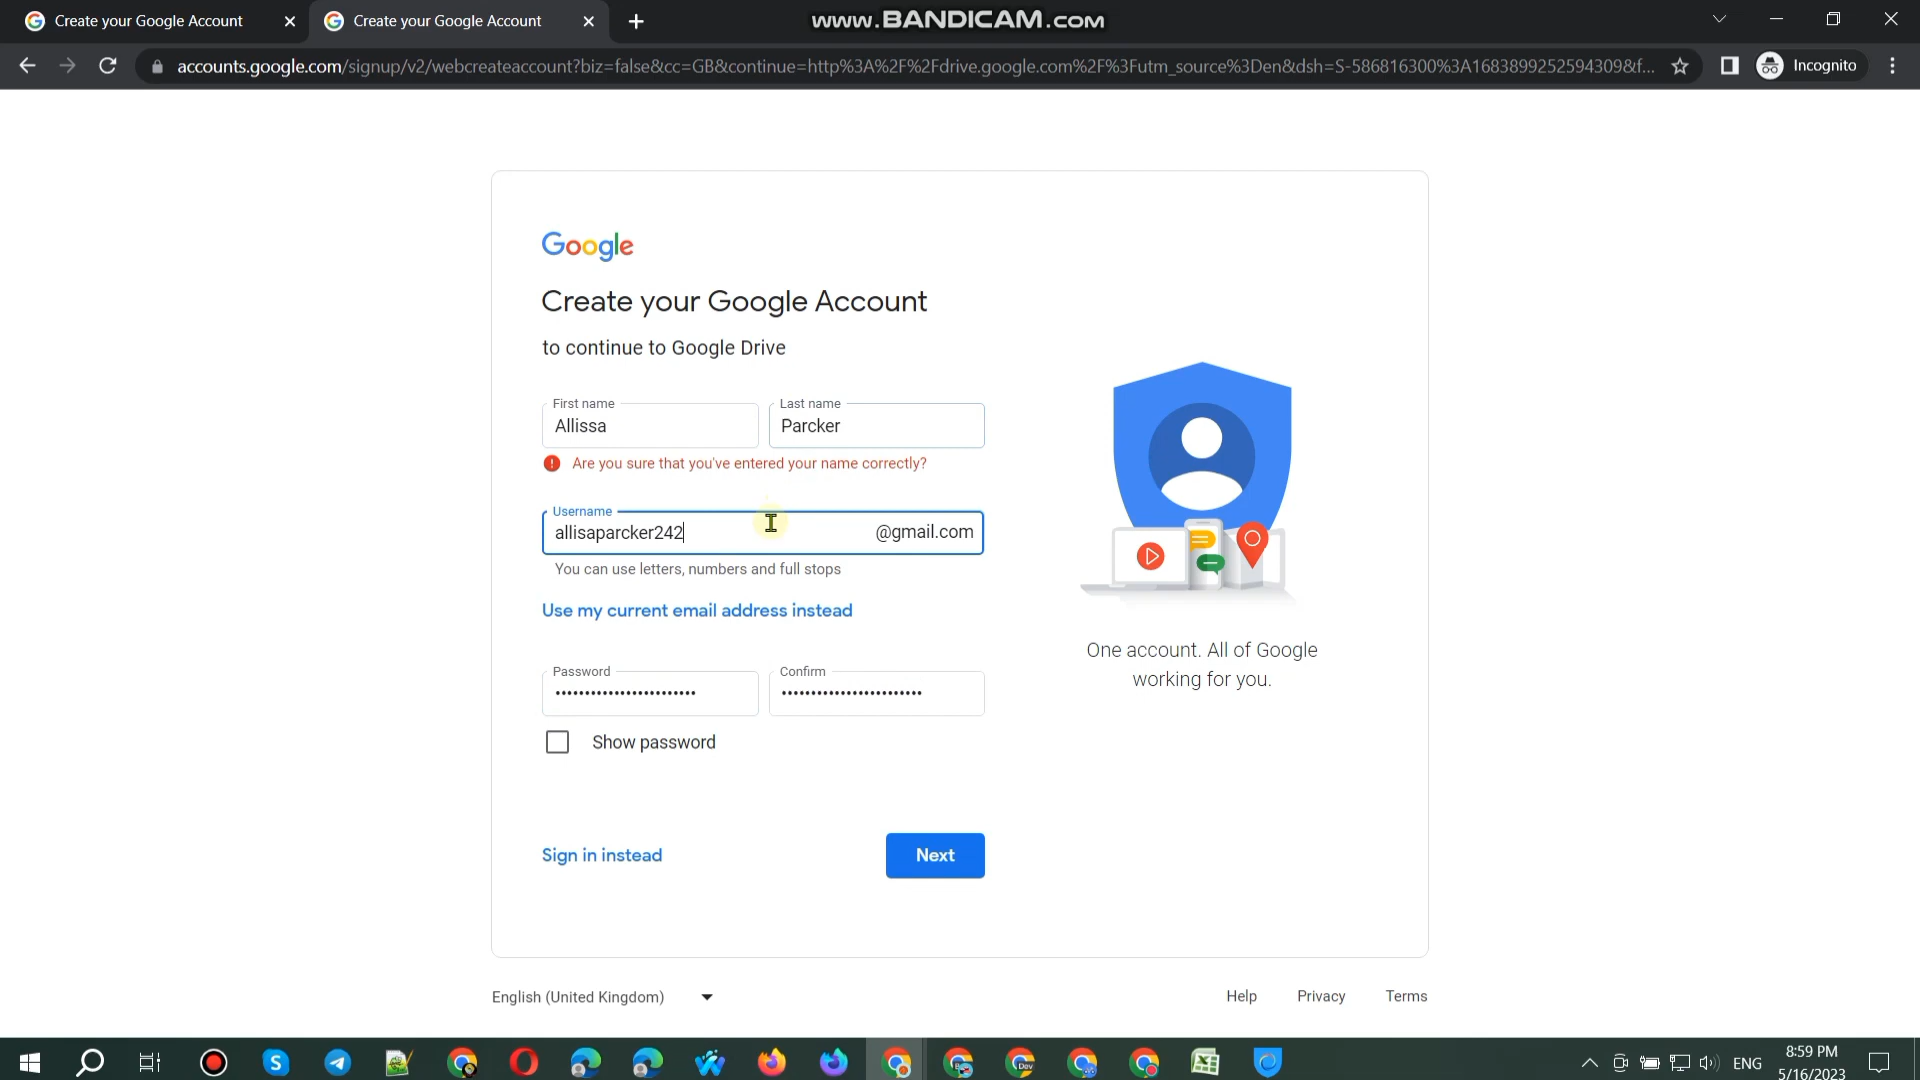 Create your Google Account
Create your Google Account
www.BANDICAM.com
accounts.google.com/signup/v2/webcreateaccount?biz=false&cc=GB&continue=http%3A%2F%2Fdrive.google.com%2F%3Futm_source%3Den&dsh=S-586816300%3A1683899252594309&f...
Incognito
Google
Create your Google Account
to continue to Google Drive
First name
Allissa
Last name
Parcker
Are you sure that you've entered your name correctly?
Username
allisaparcker242
@gmail.com
You can use letters, numbers and full stops
Use my current email address instead
Password
Confirm
Show password
One account. All of Google
working for you.
Sign in instead
Next
English (United Kingdom)
Help
Privacy
Terms
Dev
ENG
8:59 PM
5/16/2023